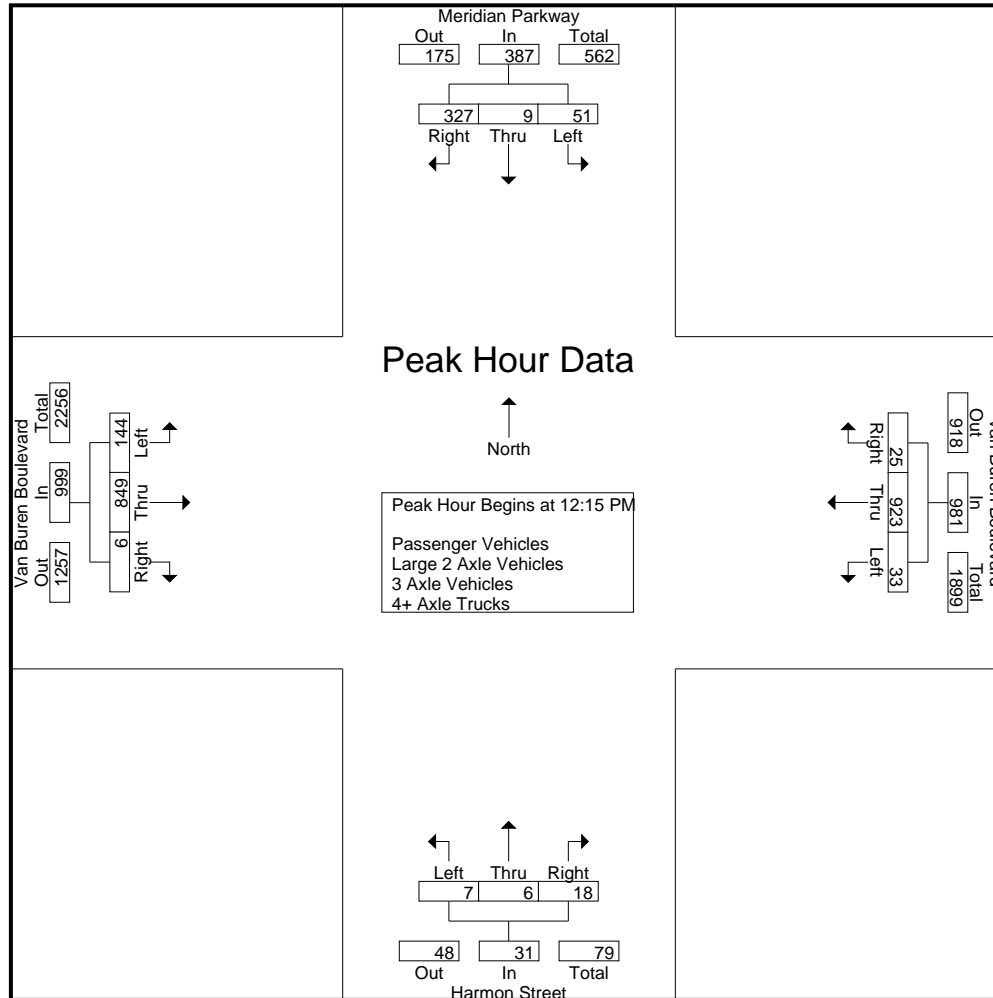 Meridian Parkway
Out In Total
175 387 562
327 9 51
Right Thru Left
Peak Hour Data
North
Peak Hour Begins at 12:15 PM
Passenger Vehicles
Large 2 Axle Vehicles
3 Axle Vehicles
4+ Axle Trucks
Van Buren Boulevard
Out In Total
1257 999 2256
6 849 144
Right Thru Left
Out In Total
918 981 1899
25 923 33
Right Thru Left
Left Thru Right
7 6 18
48 31 79
Out In Total
Harmon Street